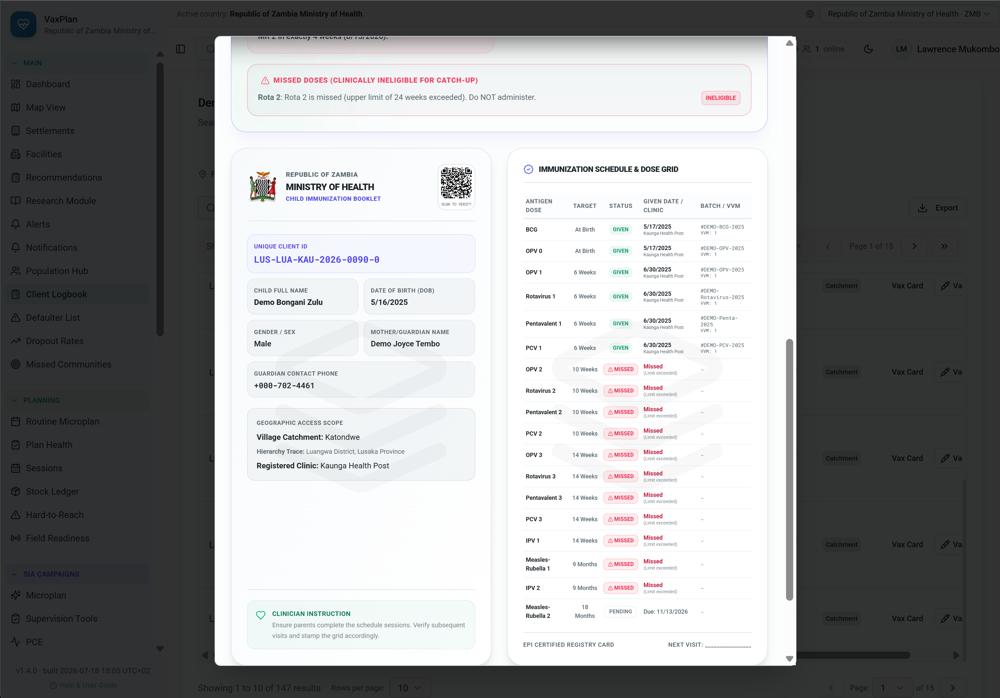 VaxPlan
Republic of Zambia Ministry of...
Active country: Republic of Zambia Ministry of Health
Republic of Zambia Ministry of Health · ZMB
1 online
LM
Lawrence Mukombo
MAIN
Dashboard
Map View
Settlements
Facilities
Recommendations
Research Module
Alerts
Notifications
Population Hub
Client Logbook
Defaulter List
Dropout Rates
Missed Communities
PLANNING
Routine Microplan
Plan Health
Sessions
Stock Ledger
Hard-to-Reach
Field Readiness
SIA CAMPAIGNS
Microplan
Supervision Tools
PCE
v1.4.0 · built 2026-07-18 18:05 UTC+02
Help & User Guide
MR 2 in exactly 4 weeks (8/15/2026).
MISSED DOSES (CLINICALLY INELIGIBLE FOR CATCH-UP)
Rota 2: Rota 2 is missed (upper limit of 24 weeks exceeded). Do NOT administer.
INELIGIBLE
REPUBLIC OF ZAMBIA
MINISTRY OF HEALTH
CHILD IMMUNIZATION BOOKLET
SCAN TO VERIFY
UNIQUE CLIENT ID
LUS-LUA-KAU-2026-0090-0
CHILD FULL NAME
Demo Bongani Zulu
DATE OF BIRTH (DOB)
5/16/2025
GENDER / SEX
Male
MOTHER/GUARDIAN NAME
Demo Joyce Tembo
GUARDIAN CONTACT PHONE
+000-702-4461
GEOGRAPHIC ACCESS SCOPE
Village Catchment: Katondwe
Hierarchy Trace: Luangwa District, Lusaka Province
Registered Clinic: Kaunga Health Post
CLINICIAN INSTRUCTION
Ensure parents complete the schedule sessions. Verify subsequent
visits and stamp the grid accordingly.
IMMUNIZATION SCHEDULE & DOSE GRID
ANTIGEN DOSE TARGET STATUS GIVEN DATE / CLINIC BATCH / VVM
BCG At Birth GIVEN 5/17/2025 Kaunga Health Post #DEMO-BCG-2025 VVM: 1
OPV 0 At Birth GIVEN 5/17/2025 Kaunga Health Post #DEMO-OPV-2025 VVM: 1
OPV 1 6 Weeks GIVEN 6/30/2025 Kaunga Health Post #DEMO-OPV-2025 VVM: 1
Rotavirus 1 6 Weeks GIVEN 6/30/2025 Kaunga Health Post #DEMO-Rotavirus-2025 VVM: 1
Pentavalent 1 6 Weeks GIVEN 6/30/2025 Kaunga Health Post #DEMO-Penta-2025 VVM: 1
PCV 1 6 Weeks GIVEN 6/30/2025 Kaunga Health Post #DEMO-PCV-2025 VVM: 1
OPV 2 10 Weeks MISSED Missed (Limit exceeded) –
Rotavirus 2 10 Weeks MISSED Missed (Limit exceeded) –
Pentavalent 2 10 Weeks MISSED Missed (Limit exceeded) –
PCV 2 10 Weeks MISSED Missed (Limit exceeded) –
OPV 3 14 Weeks MISSED Missed (Limit exceeded) –
Rotavirus 3 14 Weeks MISSED Missed (Limit exceeded) –
Pentavalent 3 14 Weeks MISSED Missed (Limit exceeded) –
PCV 3 14 Weeks MISSED Missed (Limit exceeded) –
IPV 1 14 Weeks MISSED Missed (Limit exceeded) –
Measles-Rubella 1 9 Months MISSED Missed (Limit exceeded) –
IPV 2 9 Months MISSED Missed (Limit exceeded) –
Measles-Rubella 2 18 Months PENDING Due: 11/13/2026 –
EPI CERTIFIED REGISTRY CARD
NEXT VISIT: ________________
Export
Page 1 of 15
Catchment Vax Card Va
Catchment Vax Card Va
Catchment Vax Card Va
Catchment Vax Card Va
Catchment Vax Card Va
Showing 1 to 10 of 147 results
Rows per page: 10
Page: 1 of 15